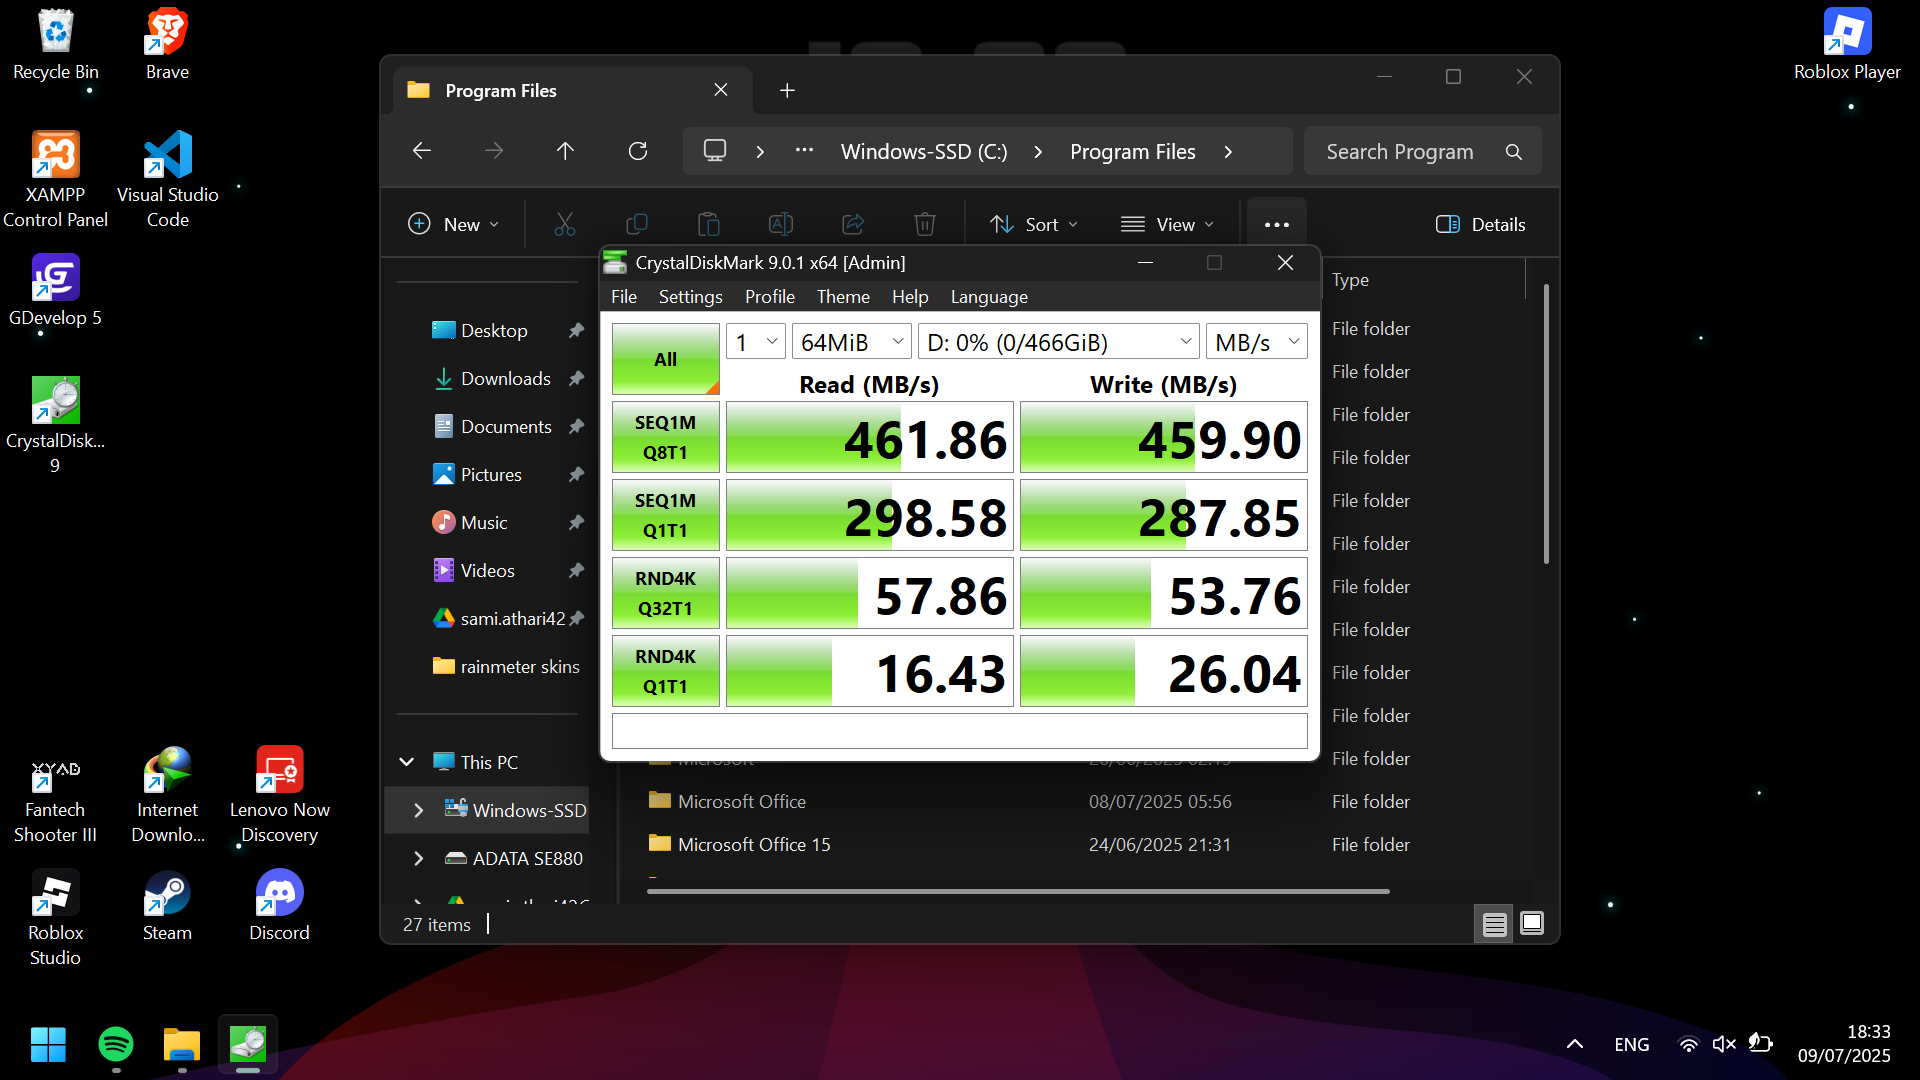 Recycle Bin
Brave
Roblox Player
XAMPP
Control Panel
Visual Studio
Code
GDevelop 5
CrystalDisk...
9
Fantech
Shooter III
Internet
Downlo...
Lenovo Now
Discovery
Roblox
Studio
Steam
Discord
Program Files
Windows-SSD (C:)
Program Files
Search Program
New
Sort
View
Details
Desktop
Downloads
Documents
Pictures
Music
Videos
sami.athari42
rainmeter skins
This PC
Windows-SSD
ADATA SE880
Type
File folder
File folder
File folder
File folder
File folder
File folder
File folder
File folder
File folder
File folder
File folder
Microsoft Office 08/07/2025 05:56 File folder
Microsoft Office 15 24/06/2025 21:31 File folder
27 items
CrystalDiskMark 9.0.1 x64 [Admin]
File Settings Profile Theme Help Language
All 1 64MiB D: 0% (0/466GiB) MB/s
Read (MB/s) Write (MB/s)
SEQ1M
Q8T1 461.86 459.90
SEQ1M
Q1T1 298.58 287.85
RND4K
Q32T1 57.86 53.76
RND4K
Q1T1 16.43 26.04
ENG
18:33
09/07/2025